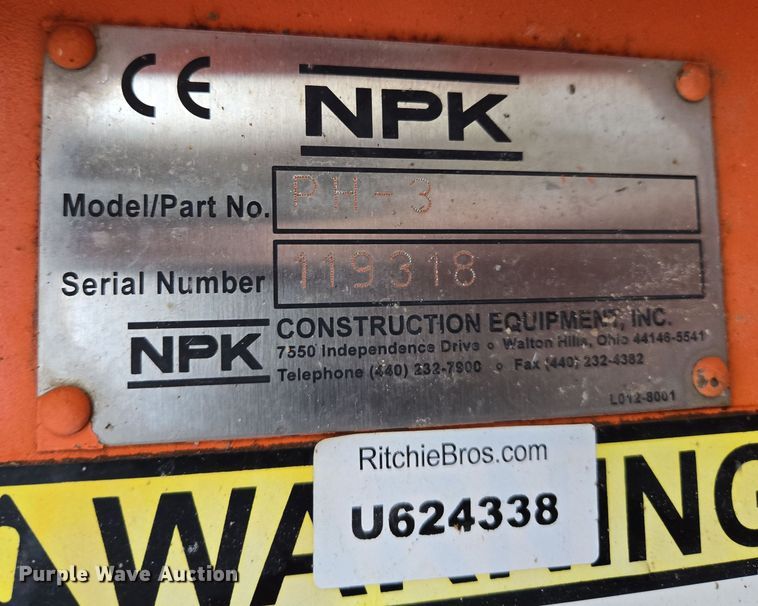 CE NPK
Model/Part No. PH-3
Serial Number 119318
NPK CONSTRUCTION EQUIPMENT, INC.
7550 Independence Drive o Walton Hills, Ohio 44146-5541
Telephone (440) 232-7900 o Fax (440) 232-4382
L012-8001
RitchieBros.com
U624338
WARNING
Purple Wave Auction